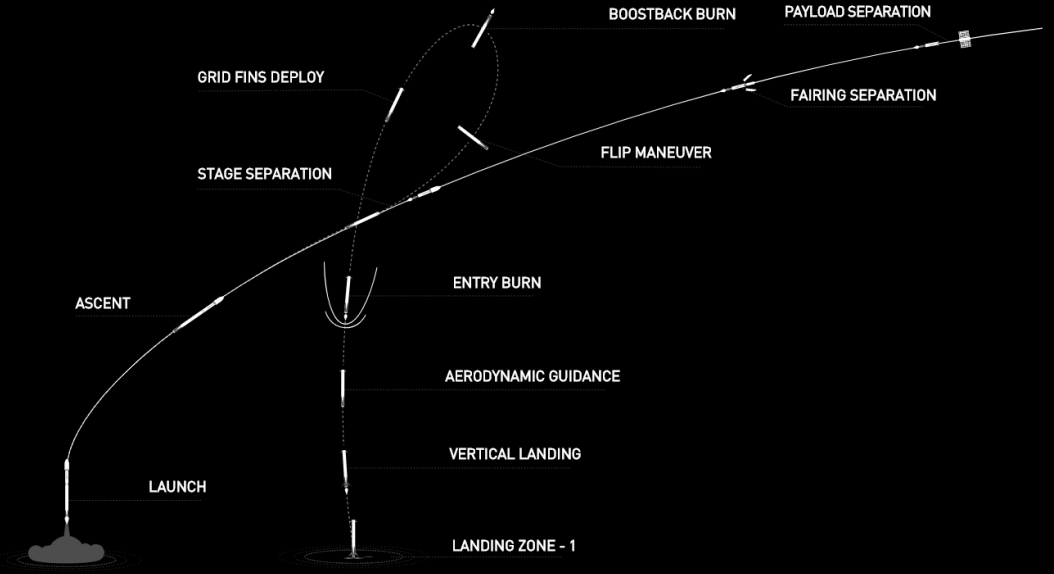 BOOSTBACK BURN
PAYLOAD SEPARATION
GRID FINS DEPLOY
FAIRING SEPARATION
FLIP MANEUVER
STAGE SEPARATION
ENTRY BURN
ASCENT
AERODYNAMIC GUIDANCE
VERTICAL LANDING
LAUNCH
LANDING ZONE - 1